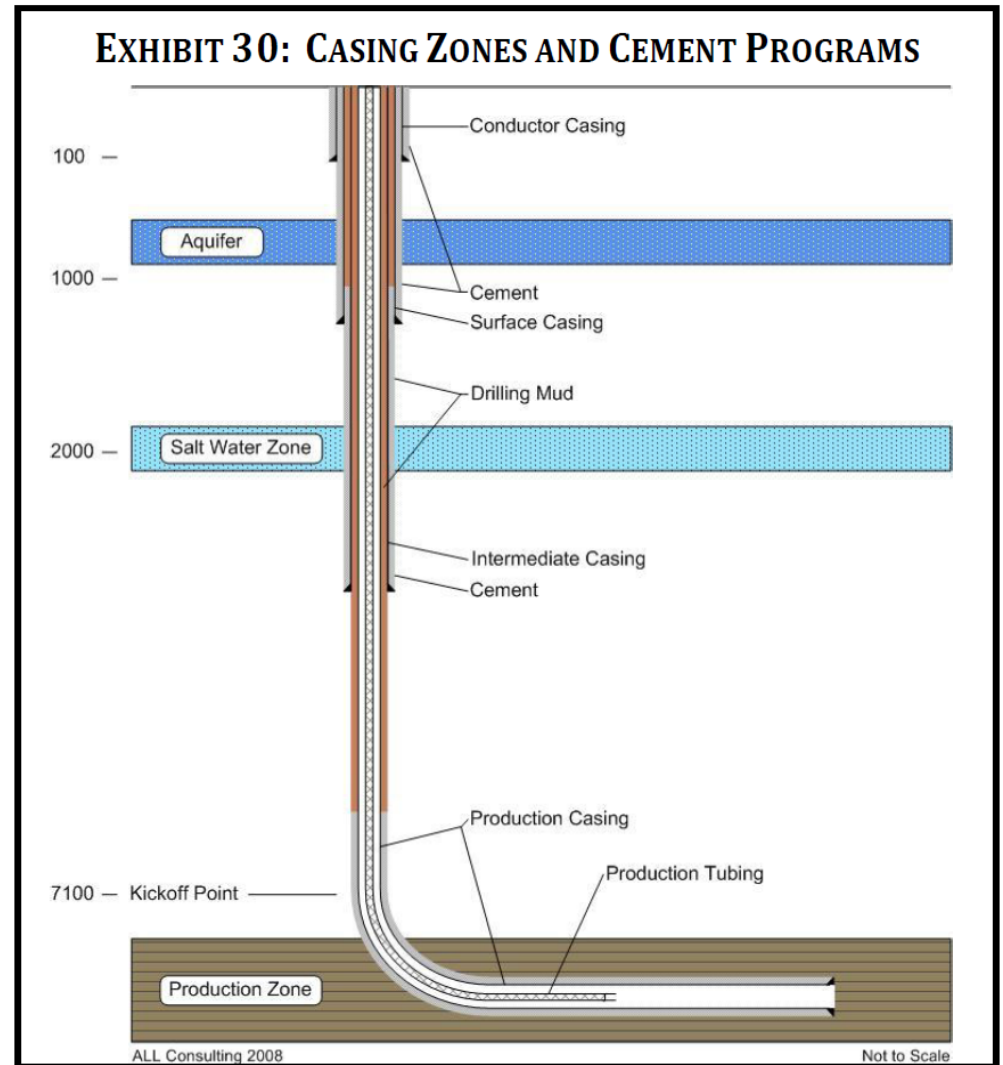 EXHIBIT 30: CASING ZONES AND CEMENT PROGRAMS
Conductor Casing
100
Aquifer
1000
Cement
Surface Casing
Drilling Mud
2000
Salt Water Zone
Intermediate Casing
Cement
Production Casing
Production Tubing
7100
Kickoff Point
Production Zone
ALL Consulting 2008
Not to Scale